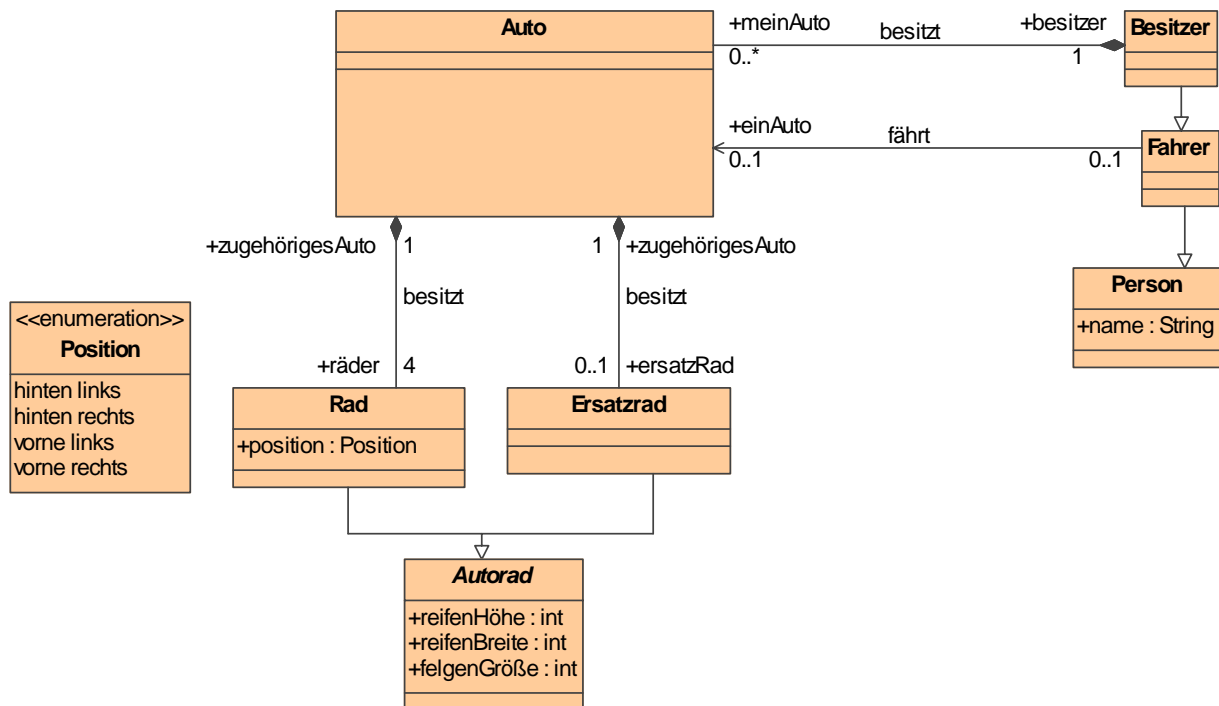 Auto
+meinAuto
besitzt
+besitzer
0..*
1
Besitzer
+einAuto
fährt
0..1
0..1
Fahrer
+zugehörigesAuto
1
1
+zugehörigesAuto
besitzt
besitzt
Person
+name : String
<<enumeration>>
Position
hinten links
hinten rechts
vorne links
vorne rechts
+räder
4
0..1
+ersatzRad
Rad
+position : Position
Ersatzrad
Autorad
+reifenHöhe : int
+reifenBreite : int
+felgenGröße : int